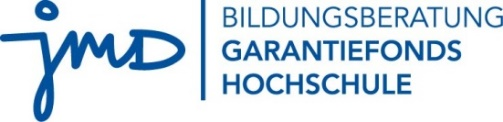 jmD
BILDUNGSBERATUNG
GARANTIEFONDS
HOCHSCHULE